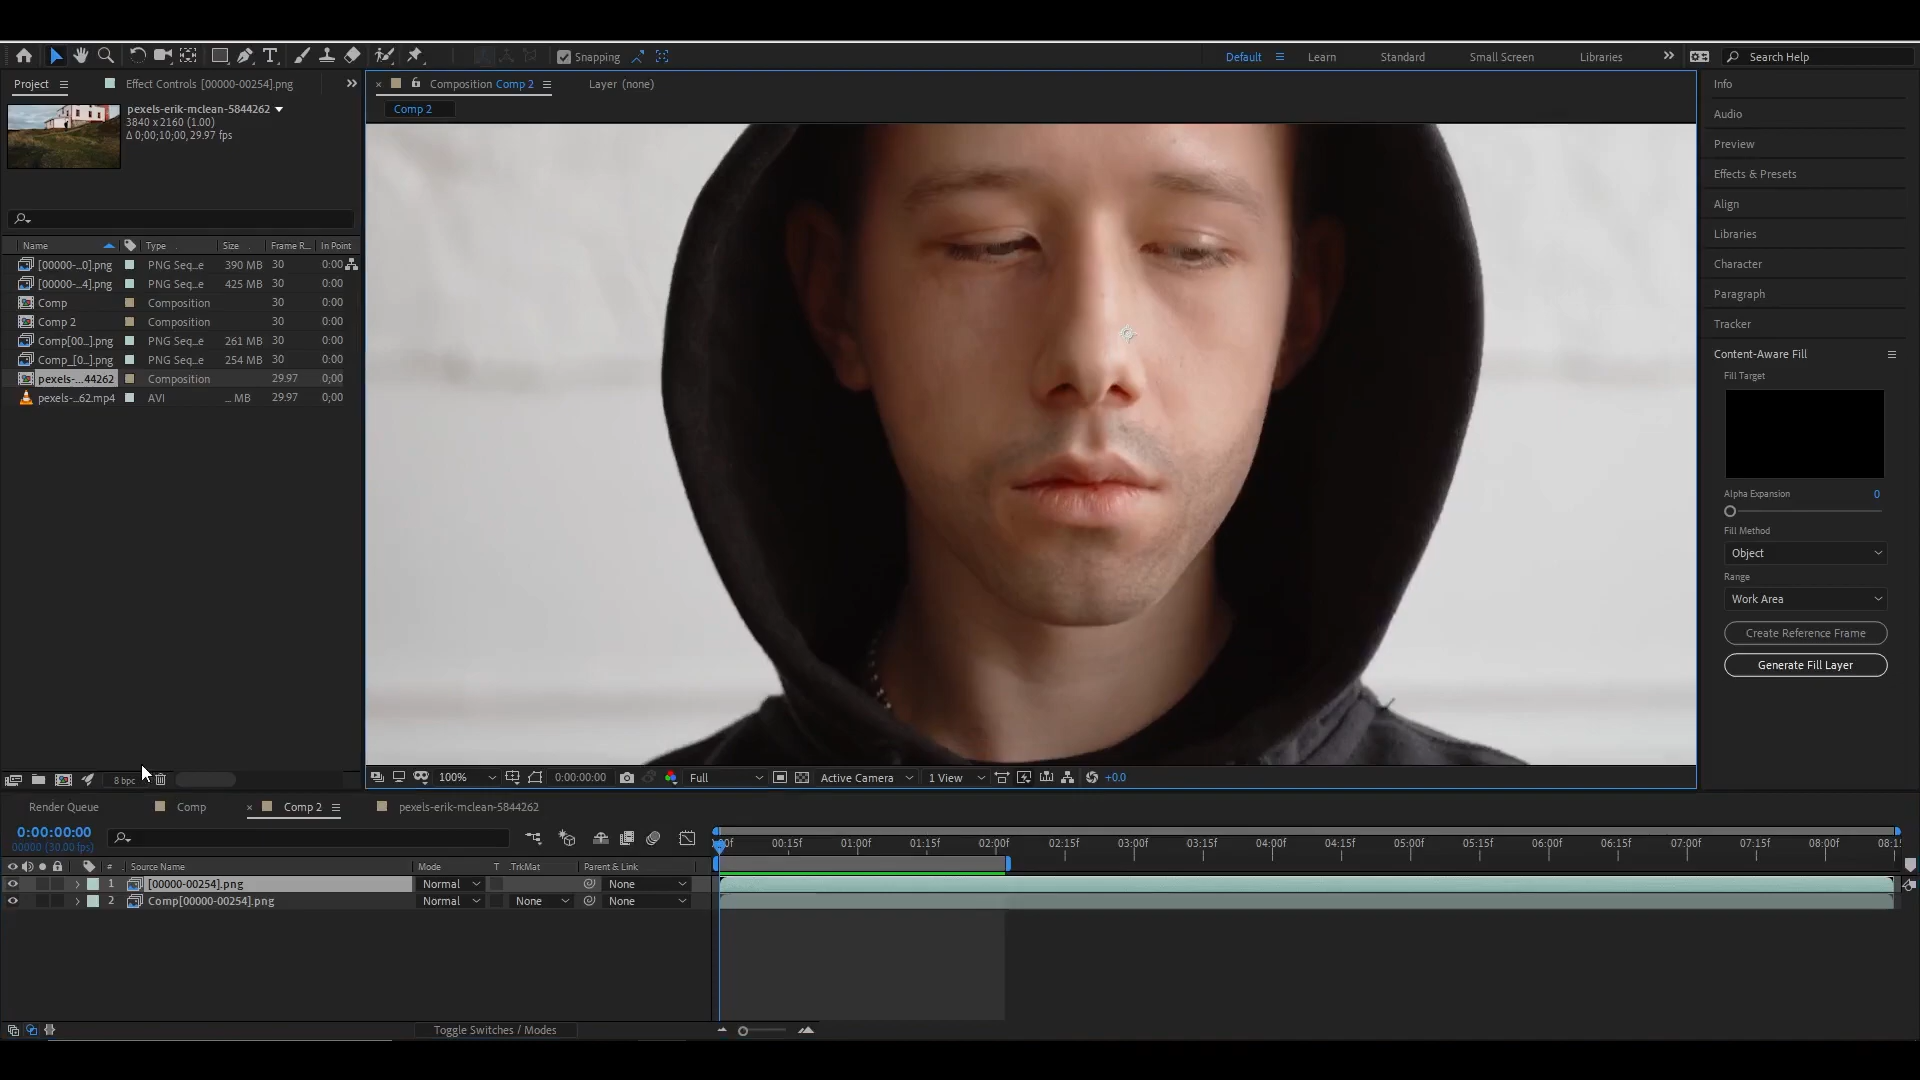 Snapping
Default
Learn
Standard
Small Screen
Libraries
Search Help
Project
Effect Controls [00000-00254].png
Composition Comp 2
Layer (none)
Comp 2
pexels-erik-mclean-5844262
3840 x 2160 (1.00)
Δ 0;00;10;00, 29.97 fps
Name Type Size Frame R... In Point
[00000-...0].png PNG Seq...e 390 MB 30 0:00
[00000-...4].png PNG Seq...e 425 MB 30 0:00
Comp Composition 30 0:00
Comp 2 Composition 30 0:00
Comp[00...].png PNG Seq...e 261 MB 30 0:00
Comp_[0...].png PNG Seq...e 254 MB 30 0:00
pexels-...44262 Composition 29.97 0;00
pexels-...62.mp4 AVI ... MB 29.97 0;00
Info
Audio
Preview
Effects & Presets
Align
Libraries
Character
Paragraph
Tracker
Content-Aware Fill
Fill Target
Alpha Expansion 0
Fill Method
Object
Range
Work Area
Create Reference Frame
Generate Fill Layer
8 bpc
100% 0:00:00:00 Full Active Camera 1 View +0.0
Render Queue Comp Comp 2 pexels-erik-mclean-5844262
0:00:00:00
00000 (30.00 fps)
00f 00:15f 01:00f 01:15f 02:00f 02:15f 03:00f 03:15f 04:00f 04:15f 05:00f 05:15f 06:00f 06:15f 07:00f 07:15f 08:00f 08:15
# Source Name Mode T .TrkMat Parent & Link
1 [00000-00254].png Normal None
2 Comp[00000-00254].png Normal None None
Toggle Switches / Modes